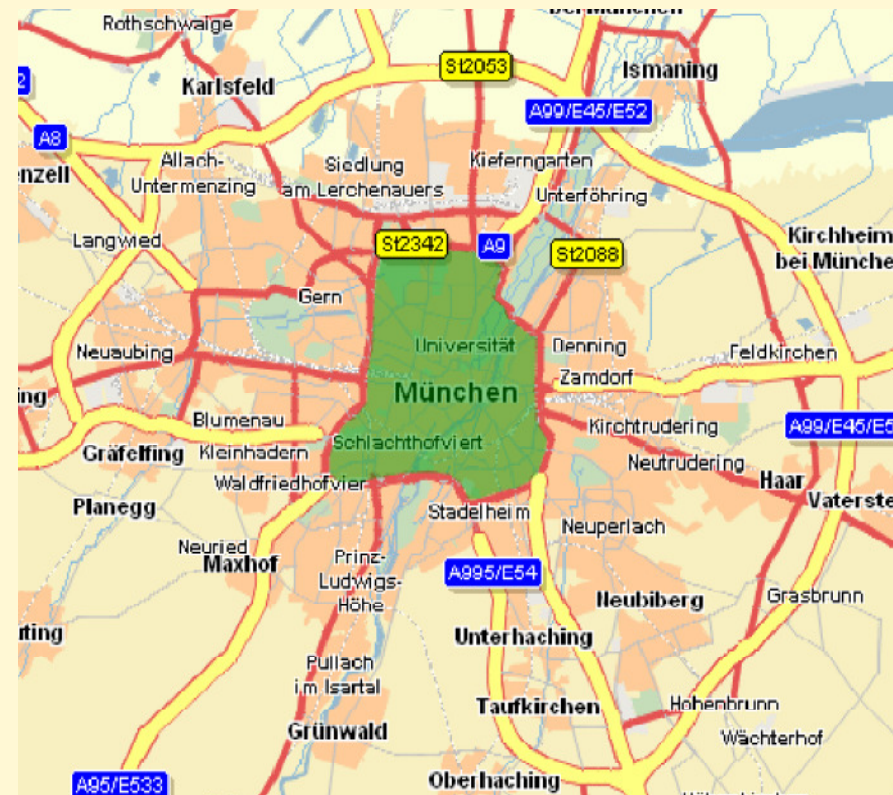 bei München
Rothschwaige
St2053
Ismaning
Karlsfeld
A99/E45/E52
A8
Allach-
Untermenzing
Siedlung
am Lerchenauers
Kieferngarten
Unterföhring
Langwied
St2342
A9
St2088
Kirchheim
bei Münche
Gern
Universität
Denning
Neuaubing
Zamdorf
Feldkirchen
München
Blumenau
Kirchtrudering
A99/E45/E5
Gräfelfing
Kleinhadern
Schlachthofviert
Neutrudering
Waldfriedhofvier
Haar
Planegg
Stadelheim
Vaterste
Neuried
Maxhof
Neuperlach
Prinz-
Ludwigs-
Höhe
A995/E54
Neubiberg
Grasbrunn
Unterhaching
Pullach
im Isartal
Taufkirchen
Hohenbrunn
Grünwald
Wächterhof
A95/E533
Oberhaching